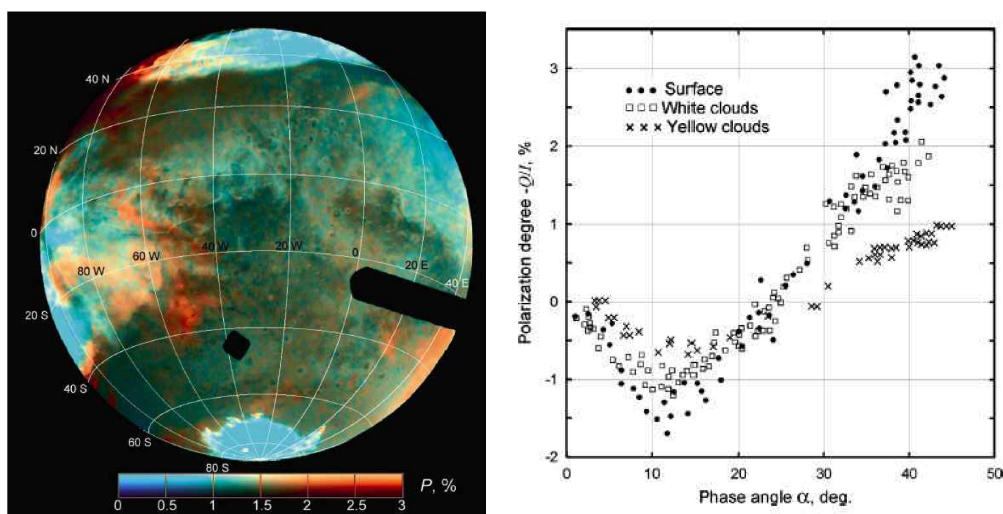 40 N
20 N
0
20 S
40 S
60 S
80 S
80 W
60 W
40 W
20 W
0
20 E
40 E
P, %
0 0.5 1 1.5 2 2.5 3
Polarization degree -Q/I, %
3
2
1
0
-1
-2
Surface
White clouds
Yellow clouds
0 10 20 30 40 50
Phase angle α, deg.